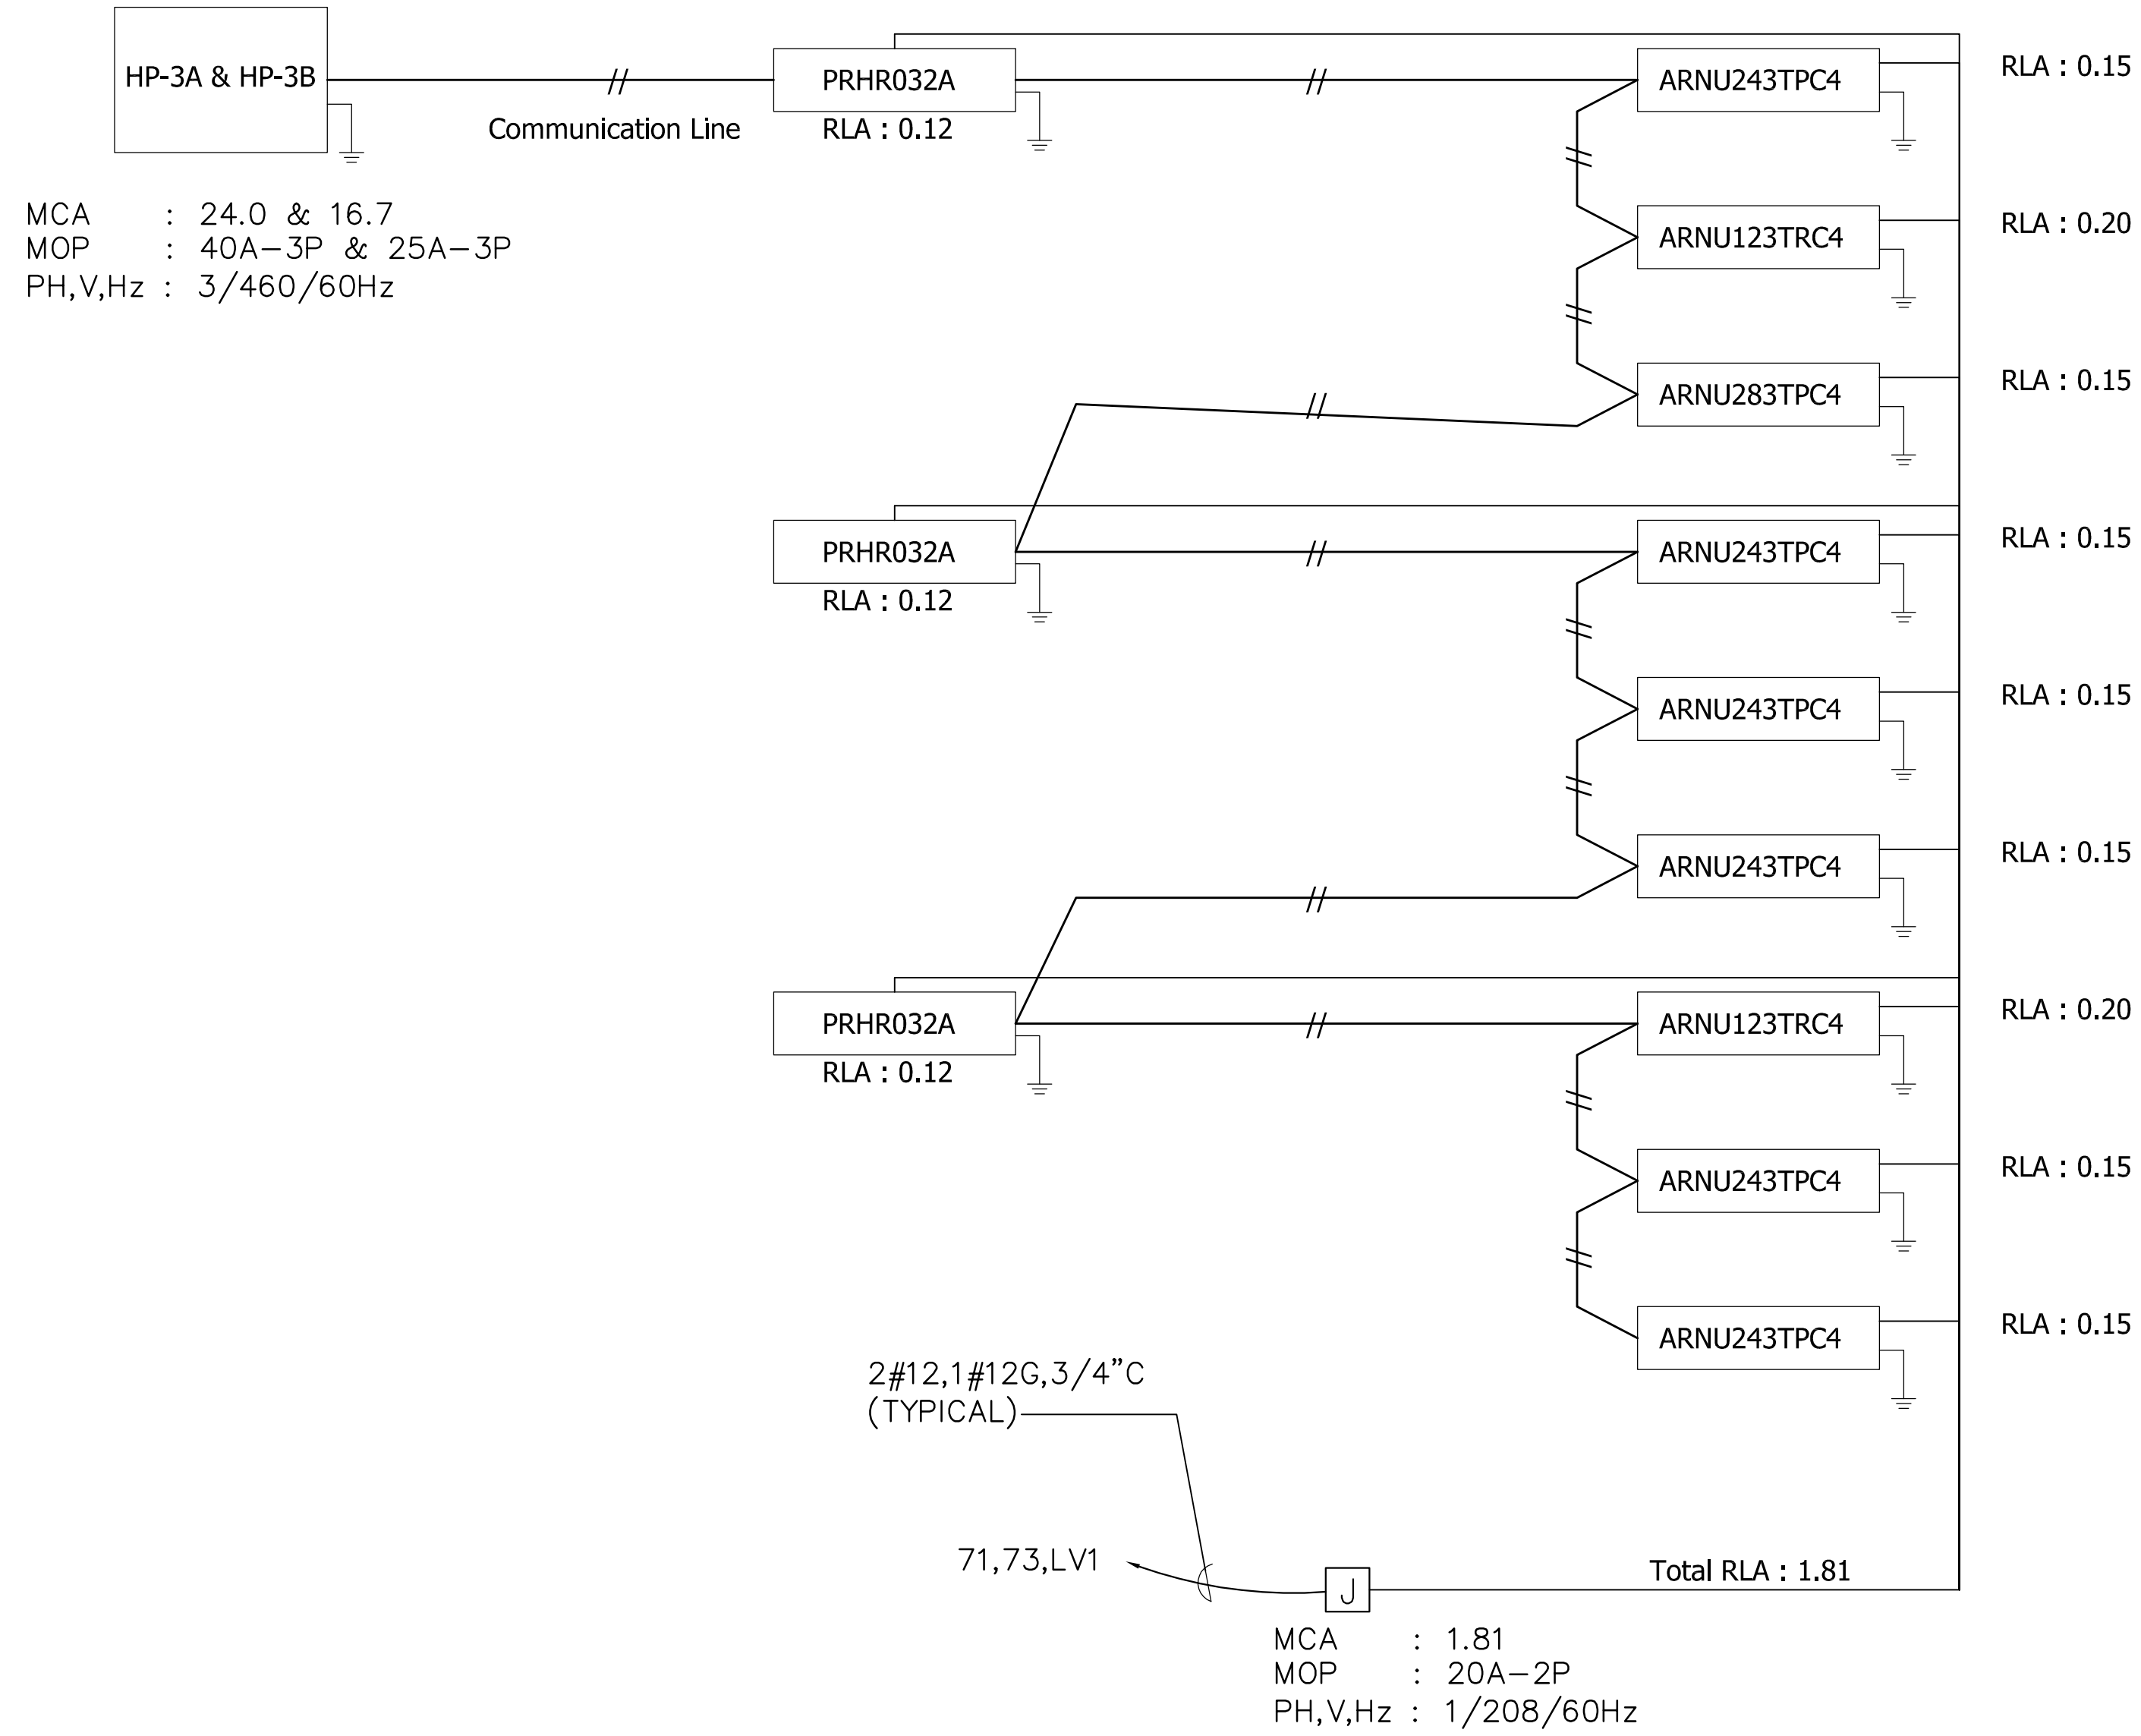 HP-3A & HP-3B
Communication Line
MCA : 24.0 & 16.7
MOP : 40A-3P & 25A-3P
PH,V,Hz : 3/460/60Hz
PRHR032A
RLA : 0.12
ARNU243TPC4
RLA : 0.15
ARNU123TRC4
RLA : 0.20
ARNU283TPC4
RLA : 0.15
PRHR032A
RLA : 0.12
ARNU243TPC4
RLA : 0.15
ARNU243TPC4
RLA : 0.15
ARNU243TPC4
RLA : 0.15
PRHR032A
RLA : 0.12
ARNU123TRC4
RLA : 0.20
ARNU243TPC4
RLA : 0.15
ARNU243TPC4
RLA : 0.15
2#12,1#12G,3/4"C
(TYPICAL)
71,73,LV1
J
Total RLA : 1.81
MCA : 1.81
MOP : 20A-2P
PH,V,Hz : 1/208/60Hz